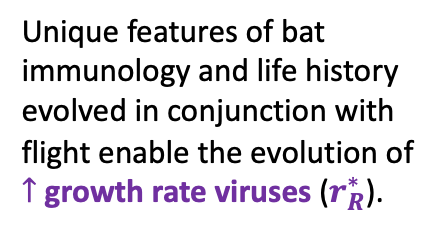 Unique features of bat
immunology and life history
evolved in conjunction with
flight enable the evolution of
↑ growth rate viruses (r*R).